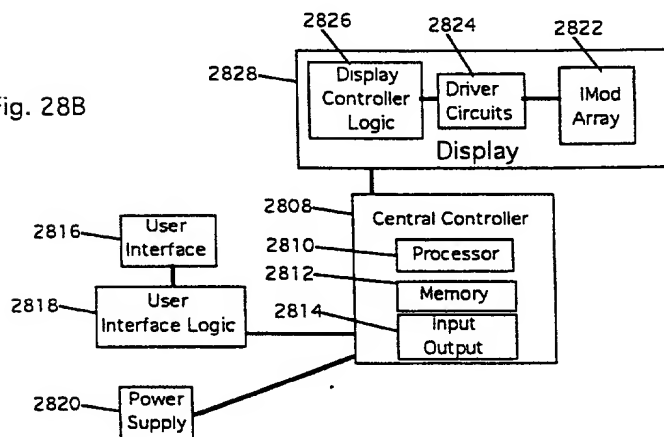 2826
2824
2822
2828
Display
Controller
Logic
Driver
Circuits
IMod
Array
Fig. 28B
Display
2808
Central Controller
2816
User
Interface
2810
Processor
2812
Memory
2818
User
Interface Logic
2814
Input
Output
2820
Power
Supply